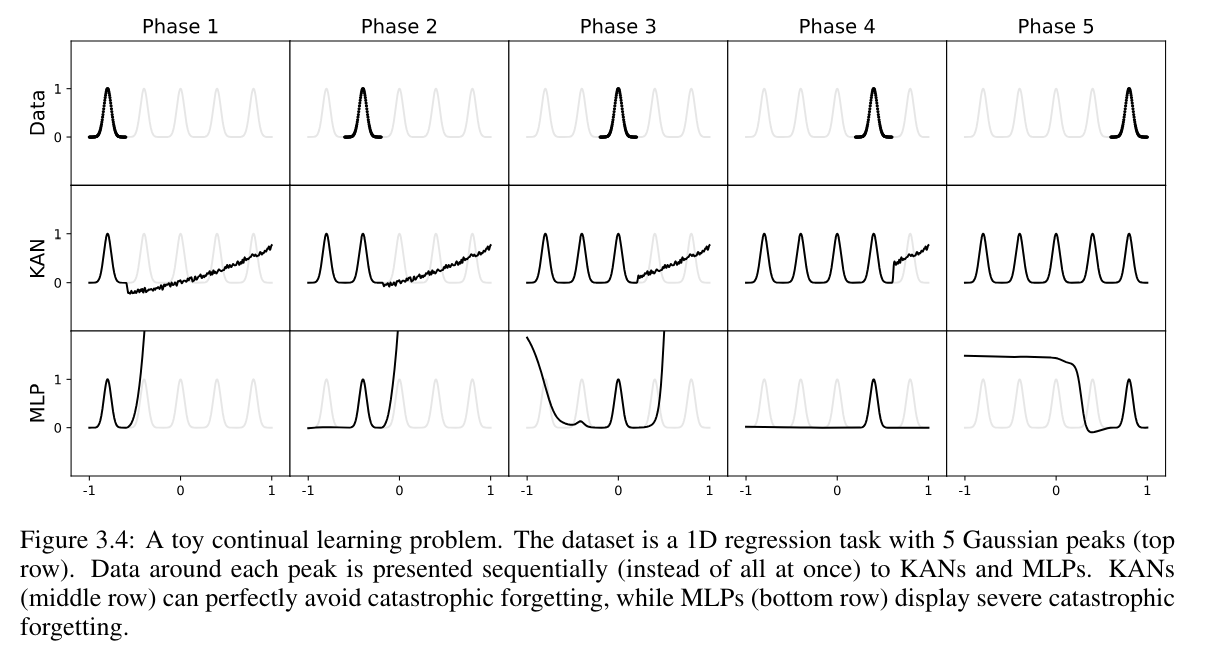 Phase 1 Phase 2 Phase 3 Phase 4 Phase 5
Data
1
0
KAN
1
0
MLP
1
0
-1 0 1 -1 0 1 -1 0 1 -1 0 1 -1 0 1
Figure 3.4: A toy continual learning problem. The dataset is a 1D regression task with 5 Gaussian peaks (top
row). Data around each peak is presented sequentially (instead of all at once) to KANs and MLPs. KANs
(middle row) can perfectly avoid catastrophic forgetting, while MLPs (bottom row) display severe catastrophic
forgetting.